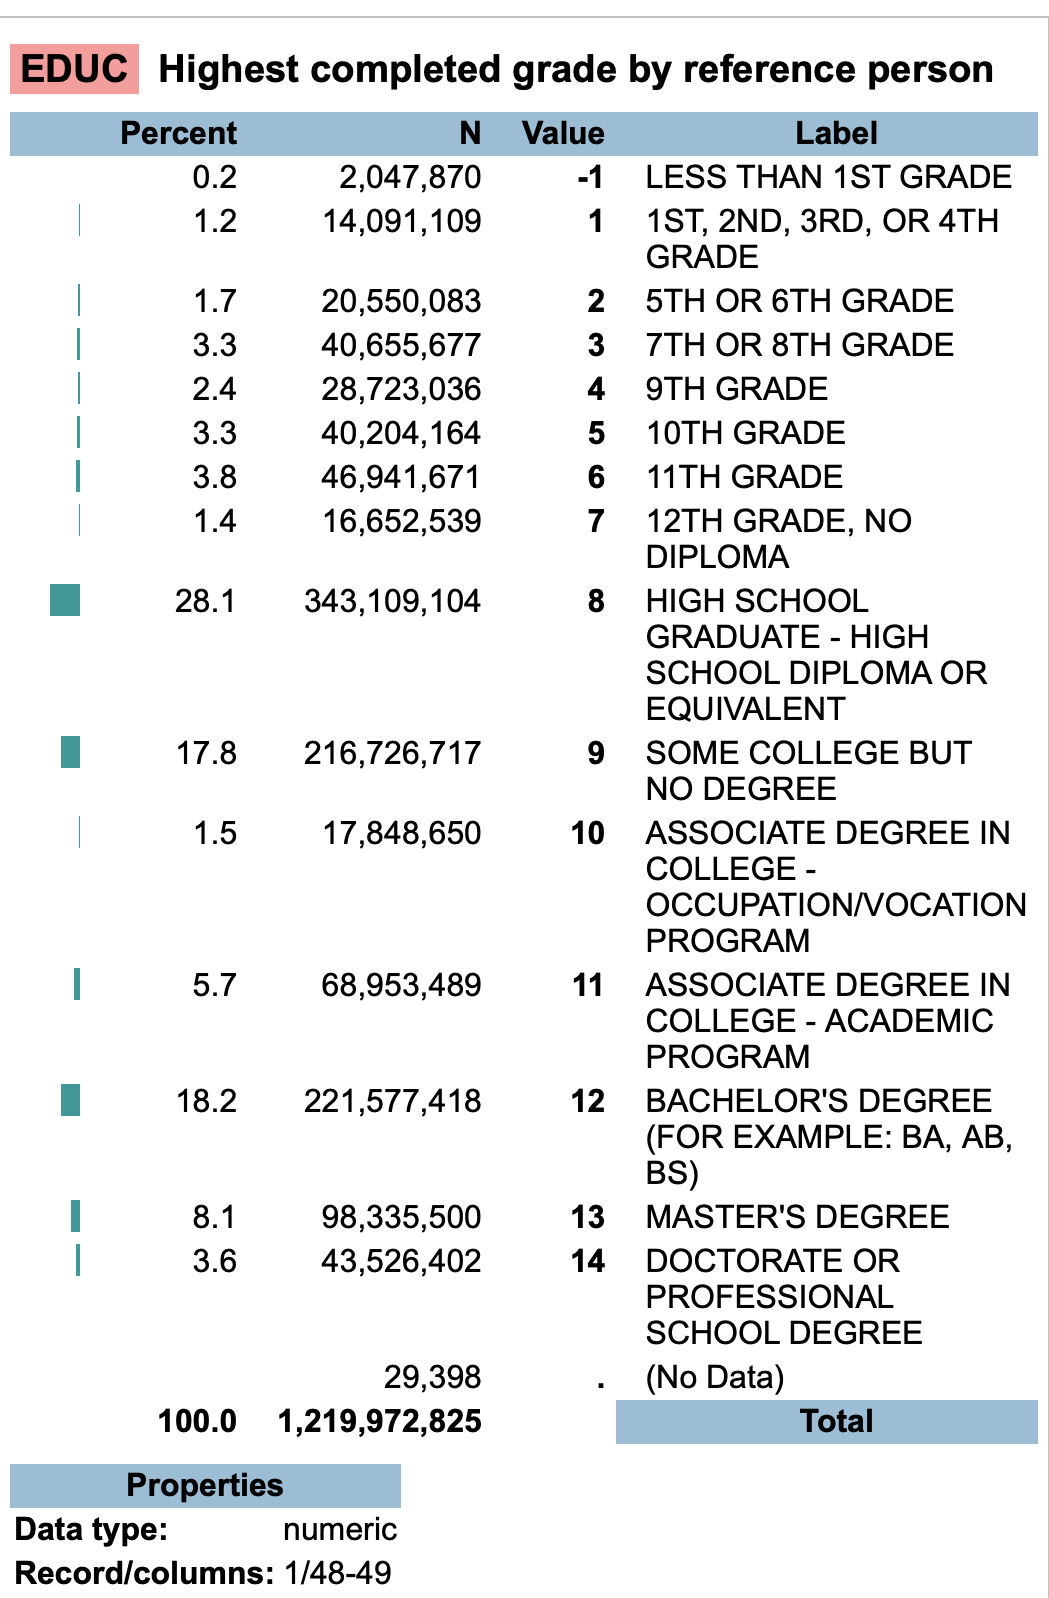 EDUC Highest completed grade by reference person
Percent N Value Label
0.2 2,047,870 -1 LESS THAN 1ST GRADE
1.2 14,091,109 1 1ST, 2ND, 3RD, OR 4TH
GRADE
1.7 20,550,083 2 5TH OR 6TH GRADE
3.3 40,655,677 3 7TH OR 8TH GRADE
2.4 28,723,036 4 9TH GRADE
3.3 40,204,164 5 10TH GRADE
3.8 46,941,671 6 11TH GRADE
1.4 16,652,539 7 12TH GRADE, NO
DIPLOMA
28.1 343,109,104 8 HIGH SCHOOL
GRADUATE - HIGH
SCHOOL DIPLOMA OR
EQUIVALENT
17.8 216,726,717 9 SOME COLLEGE BUT
NO DEGREE
1.5 17,848,650 10 ASSOCIATE DEGREE IN
COLLEGE -
OCCUPATION/VOCATION
PROGRAM
5.7 68,953,489 11 ASSOCIATE DEGREE IN
COLLEGE - ACADEMIC
PROGRAM
18.2 221,577,418 12 BACHELOR'S DEGREE
(FOR EXAMPLE: BA, AB,
BS)
8.1 98,335,500 13 MASTER'S DEGREE
3.6 43,526,402 14 DOCTORATE OR
PROFESSIONAL
SCHOOL DEGREE
29,398 . (No Data)
100.0 1,219,972,825 Total
Properties
Data type: numeric
Record/columns: 1/48-49